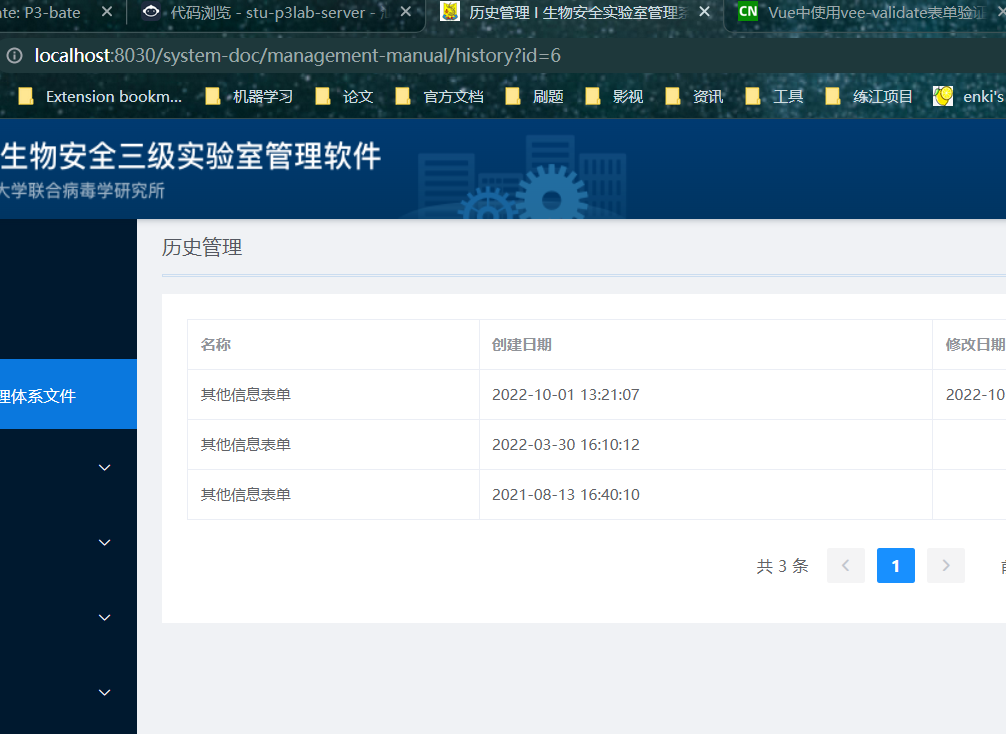 ate: P3-bate
代码浏览 - stu-p3lab-server -
历史管理 | 生物安全实验室管理系
CN Vue中使用vee-validate表单验证
localhost:8030/system-doc/management-manual/history?id=6
Extension bookm... 机器学习 论文 官方文档 刷题 影视 资讯 工具 练江项目 enki's
生物安全三级实验室管理软件
大学联合病毒学研究所
历史管理
理体系文件
名称 创建日期 修改日期
其他信息表单 2022-10-01 13:21:07 2022-10
其他信息表单 2022-03-30 16:10:12
其他信息表单 2021-08-13 16:40:10
共 3 条 1 前